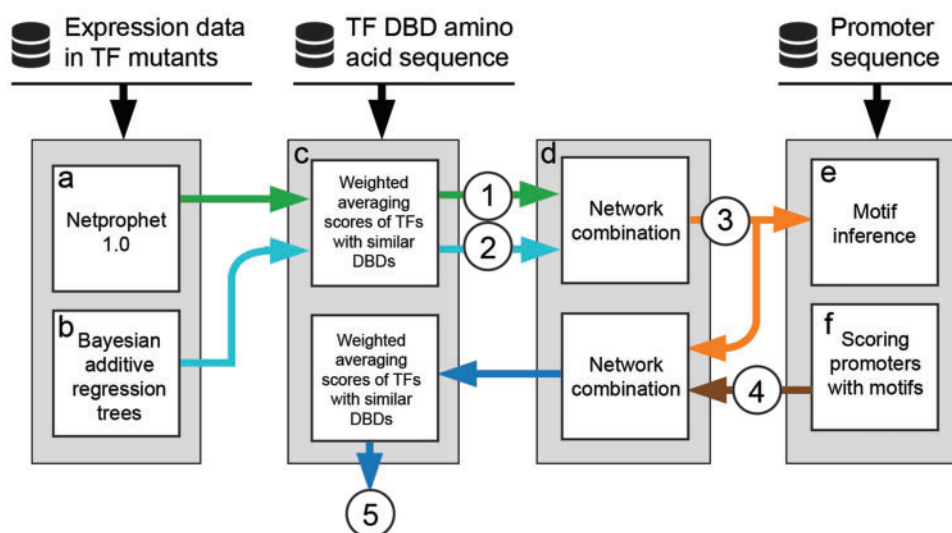 Expression data
in TF mutants
TF DBD amino
acid sequence
Promoter
sequence
a
Netprophet
1.0
b
Bayesian
additive
regression
trees
c
Weighted
averaging
scores of TFs
with similar
DBDs
Weighted
averaging
scores of TFs
with similar
DBDs
1
2
5
d
Network
combination
Network
combination
3
4
e
Motif
inference
f
Scoring
promoters
with motifs